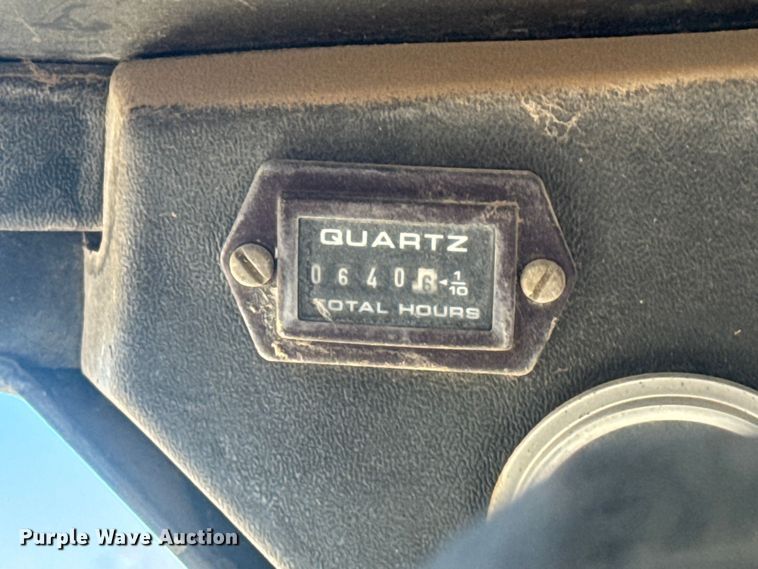 QUARTZ
06406 1/10
TOTAL HOURS
Purple Wave Auction